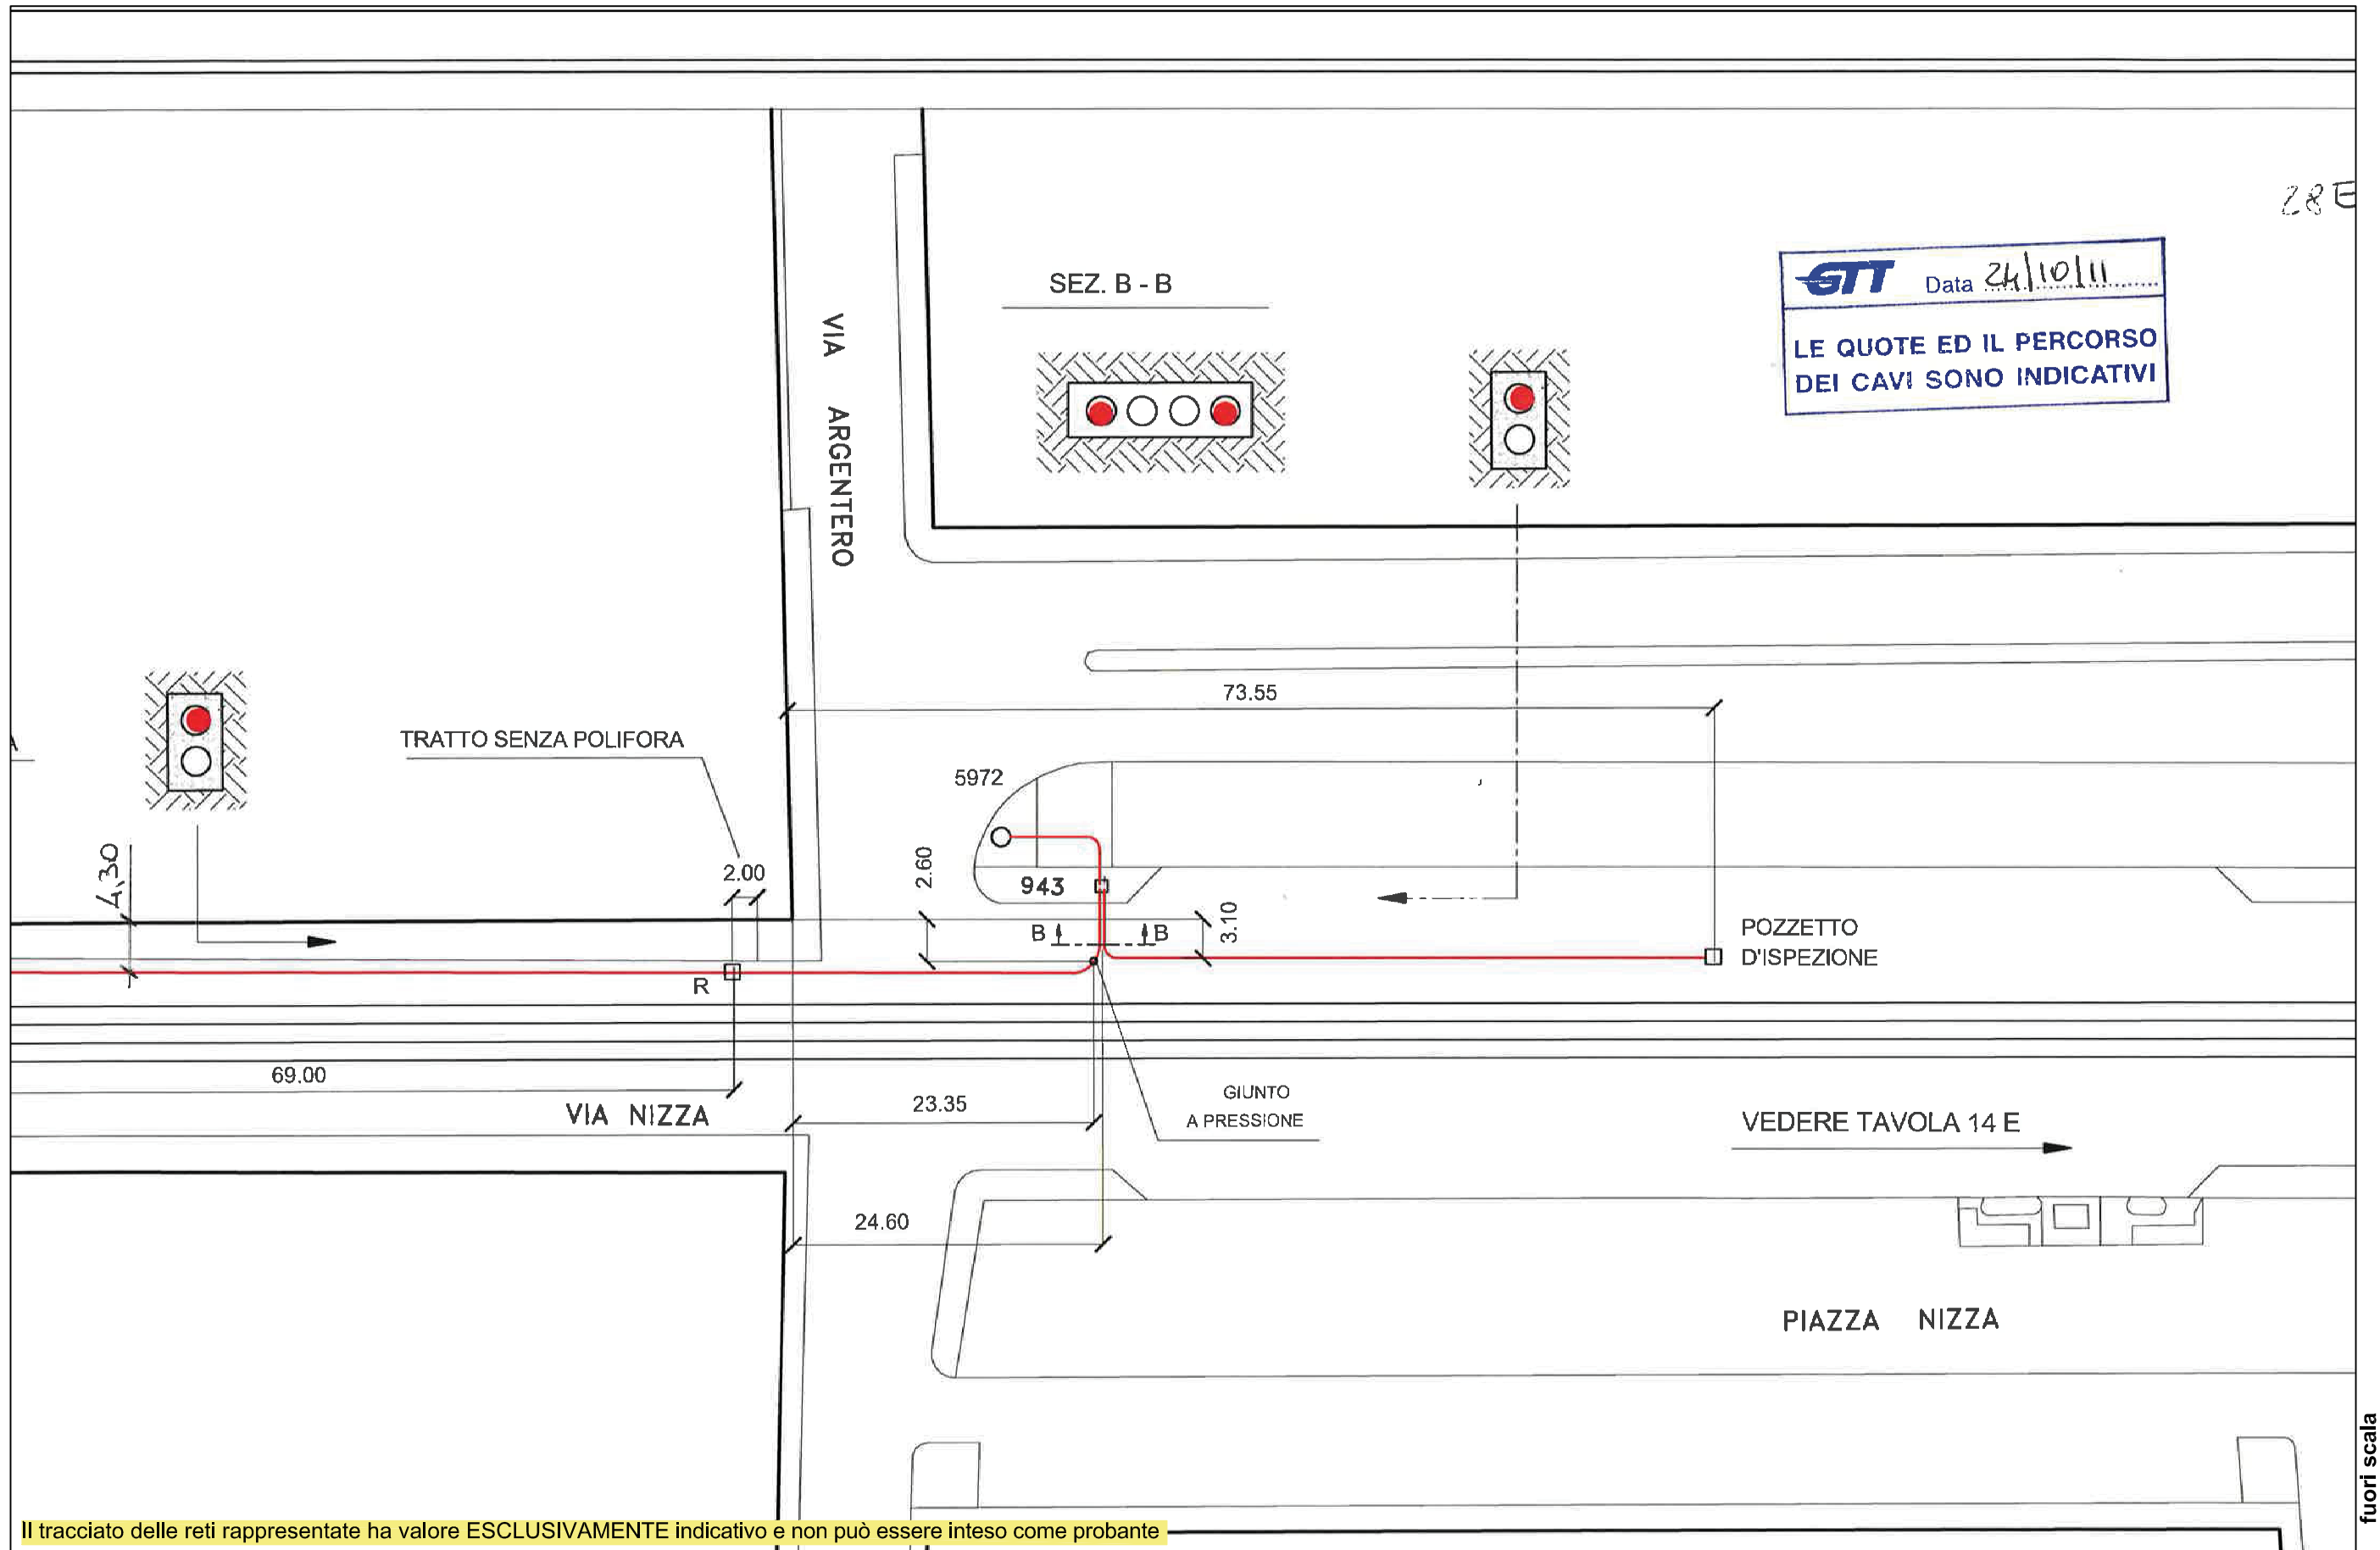 28E
SEZ. B - B
GTT Data 24/10/11
LE QUOTE ED IL PERCORSO
DEI CAVI SONO INDICATIVI
VIA ARGENTERO
73.55
TRATTO SENZA POLIFORA
5972
4,30
2.00
2.60
943
3.10
B B
POZZETTO
D'ISPEZIONE
R
69.00
VIA NIZZA
23.35
GIUNTO
A PRESSIONE
VEDERE TAVOLA 14 E
24.60
PIAZZA NIZZA
fuori scala
Il tracciato delle reti rappresentate ha valore ESCLUSIVAMENTE indicativo e non può essere inteso come probante